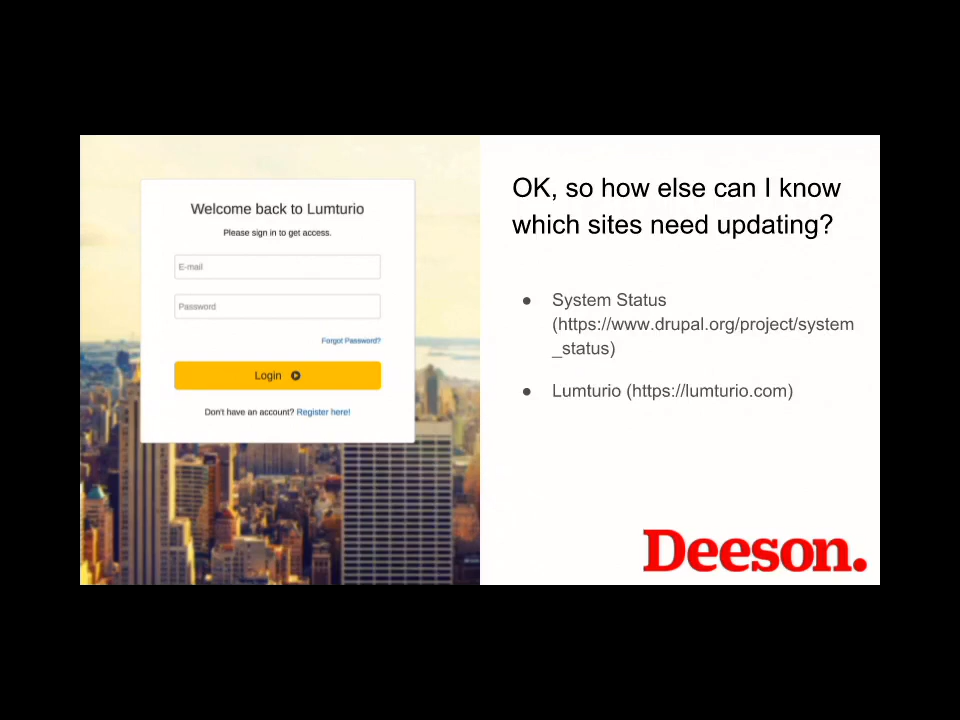 Welcome back to Lumturio
Please sign in to get access.
E-mail
Password
Forgot Password?
Login
Don't have an account? Register here!
OK, so how else can I know
which sites need updating?
● System Status
(https://www.drupal.org/project/system
_status)
● Lumturio (https://lumturio.com)
Deeson.